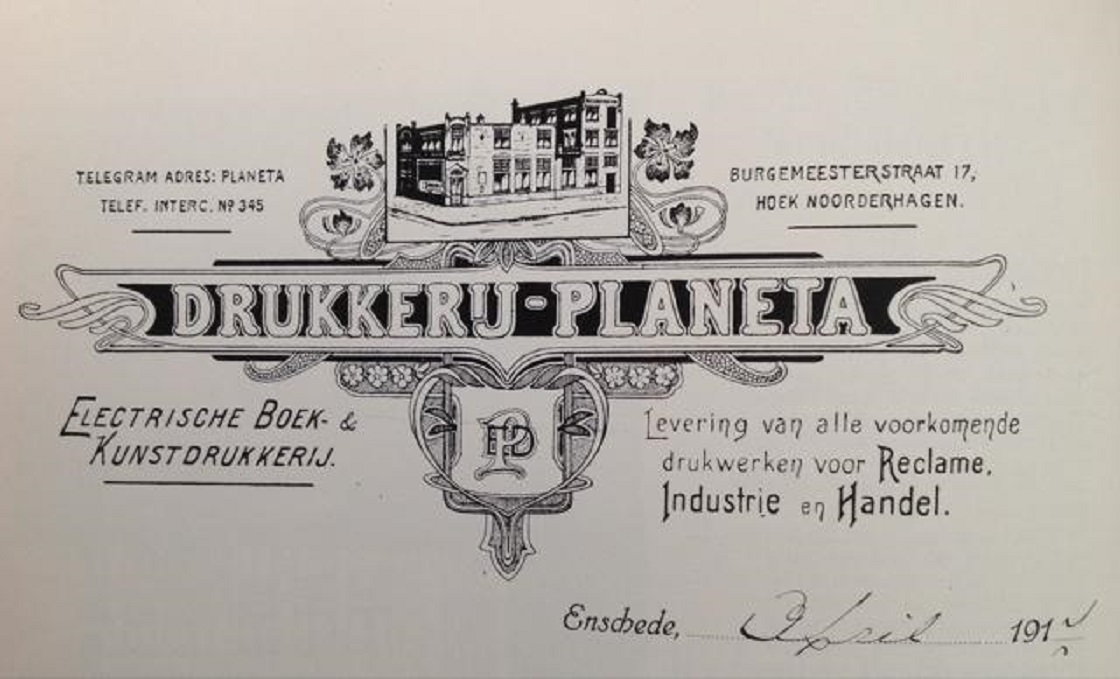 TELEGRAM ADRES: PLANETA
TELEF. INTERC. Nº 345
BURGEMEESTERSTRAAT 17,
HOEK NOORDERHAGEN.
DRUKKERIJ-PLANETA
ELECTRISCHE BOEK- &
KUNSTDRUKKERIJ.
DP
Levering van alle voorkomende
drukwerken voor Reclame,
Industrie en Handel.
Enschede, April 191